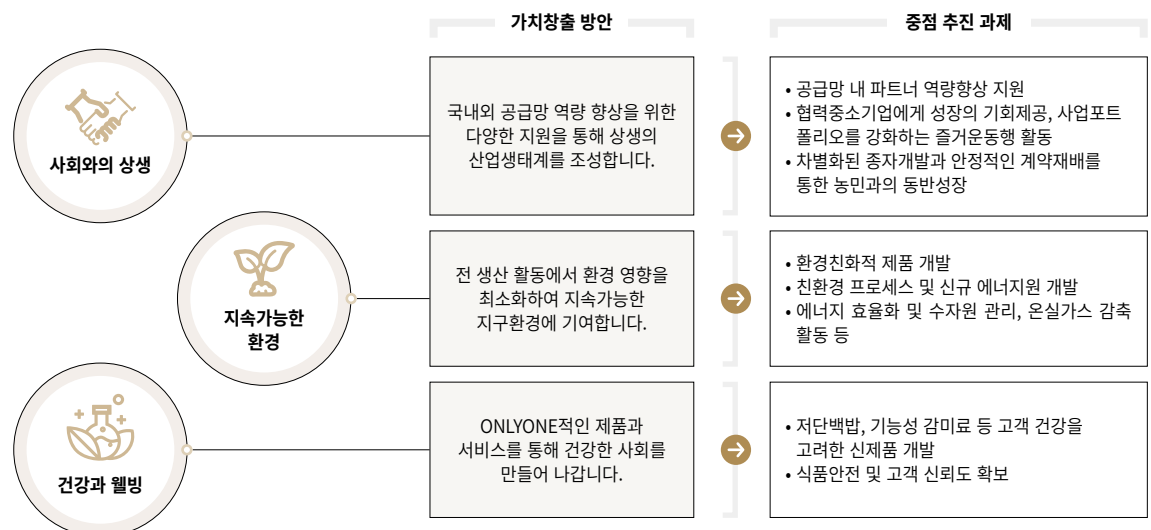 가치창출 방안
중점 추진 과제
사회와의 상생
국내외 공급망 역량 향상을 위한
다양한 지원을 통해 상생의
산업생태계를 조성합니다.
• 공급망 내 파트너 역량향상 지원
• 협력중소기업에게 성장의 기회제공, 사업포트
폴리오를 강화하는 즐거운동행 활동
• 차별화된 종자개발과 안정적인 계약재배를
통한 농민과의 동반성장
지속가능한
환경
전 생산 활동에서 환경 영향을
최소화하여 지속가능한
지구환경에 기여합니다.
• 환경친화적 제품 개발
• 친환경 프로세스 및 신규 에너지원 개발
• 에너지 효율화 및 수자원 관리, 온실가스 감축
활동 등
건강과 웰빙
ONLYONE적인 제품과
서비스를 통해 건강한 사회를
만들어 나갑니다.
• 저단백밥, 기능성 감미료 등 고객 건강을
고려한 신제품 개발
• 식품안전 및 고객 신뢰도 확보